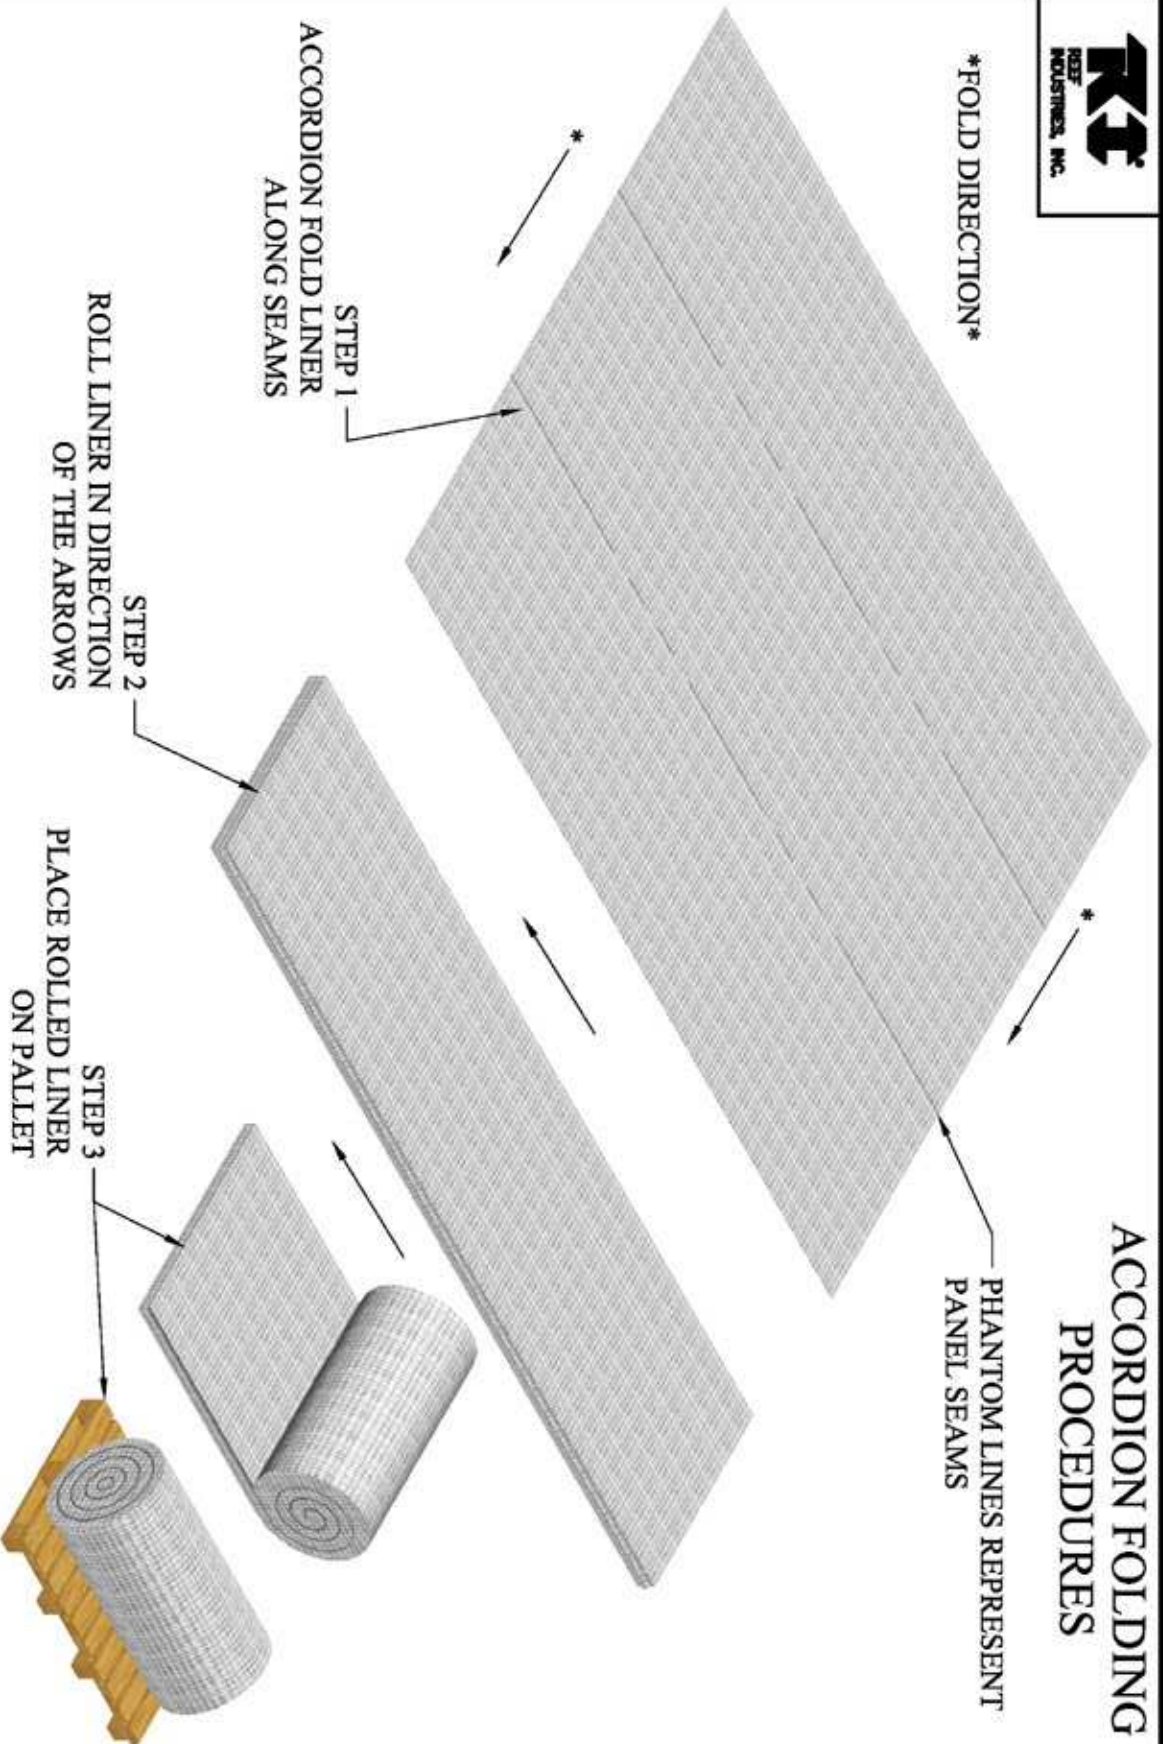 RI®
REEF
INDUSTRIES, INC.
ACCORDION FOLDING
PROCEDURES
*FOLD DIRECTION*
*
*
PHANTOM LINES REPRESENT
PANEL SEAMS
STEP 1
ACCORDION FOLD LINER
ALONG SEAMS
STEP 2
ROLL LINER IN DIRECTION
OF THE ARROWS
STEP 3
PLACE ROLLED LINER
ON PALLET